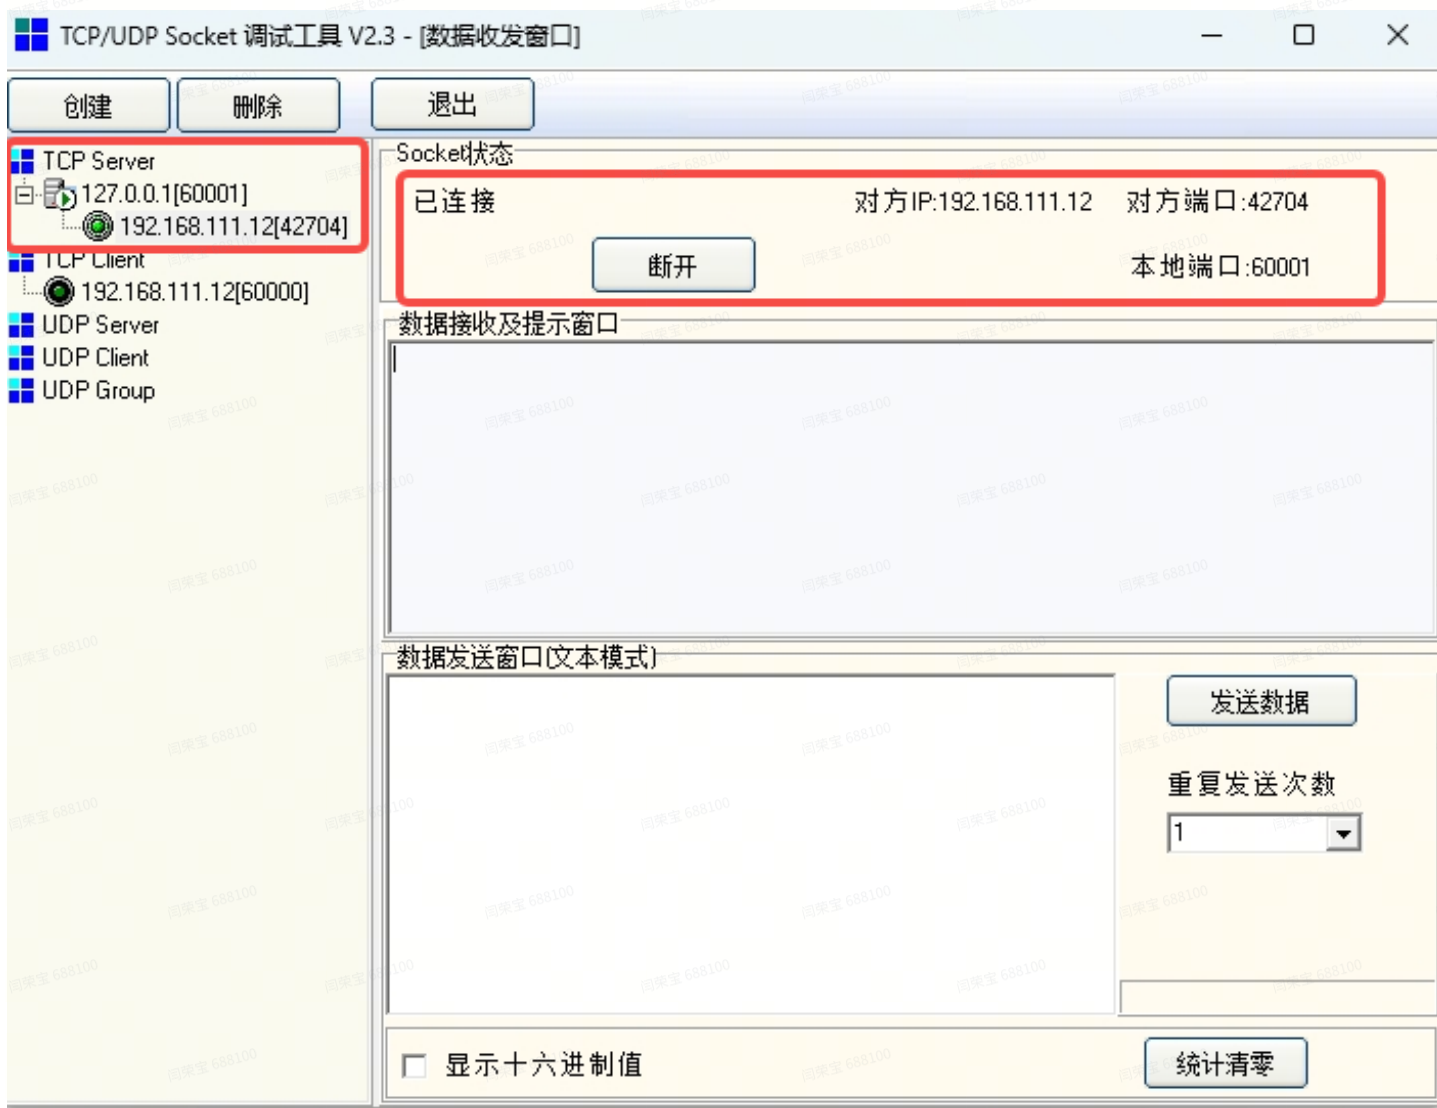 TCP/UDP Socket 调试工具 V2.3 - [数据收发窗口]
创建 删除 退出
TCP Server
127.0.0.1[60001]
192.168.111.12[42704]
TCP Client
192.168.111.12[60000]
UDP Server
UDP Client
UDP Group
Socket状态
已连接 对方IP:192.168.111.12 对方端口:42704
断开 本地端口:60001
数据接收及提示窗口
数据发送窗口(文本模式)
发送数据
重复发送次数
1
显示十六进制值
统计清零